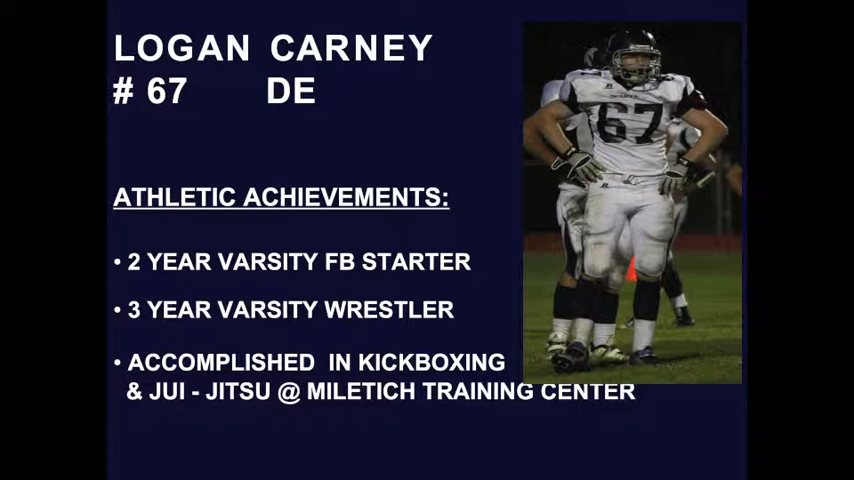 LOGAN CARNEY
# 67 DE
67
ATHLETIC ACHIEVEMENTS:
• 2 YEAR VARSITY FB STARTER
• 3 YEAR VARSITY WRESTLER
• ACCOMPLISHED IN KICKBOXING
& JUI - JITSU @ MILETICH TRAINING CENTER